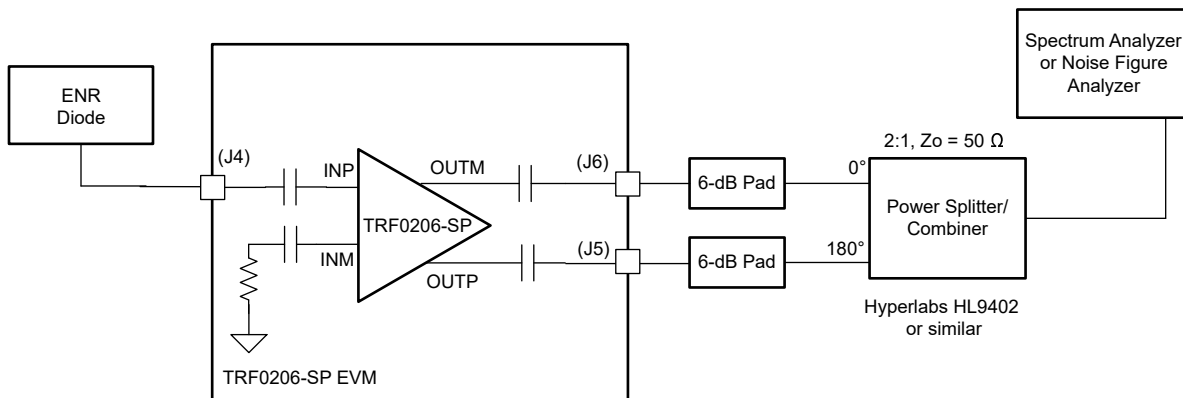 ENR
Diode
(J4)
INP
INM
TRF0206-SP
OUTM
OUTP
(J6)
(J5)
TRF0206-SP EVM
6-dB Pad
6-dB Pad
0°
180°
2:1, Zo = 50 Ω
Power Splitter/
Combiner
Hyperlabs HL9402
or similar
Spectrum Analyzer
or Noise Figure
Analyzer